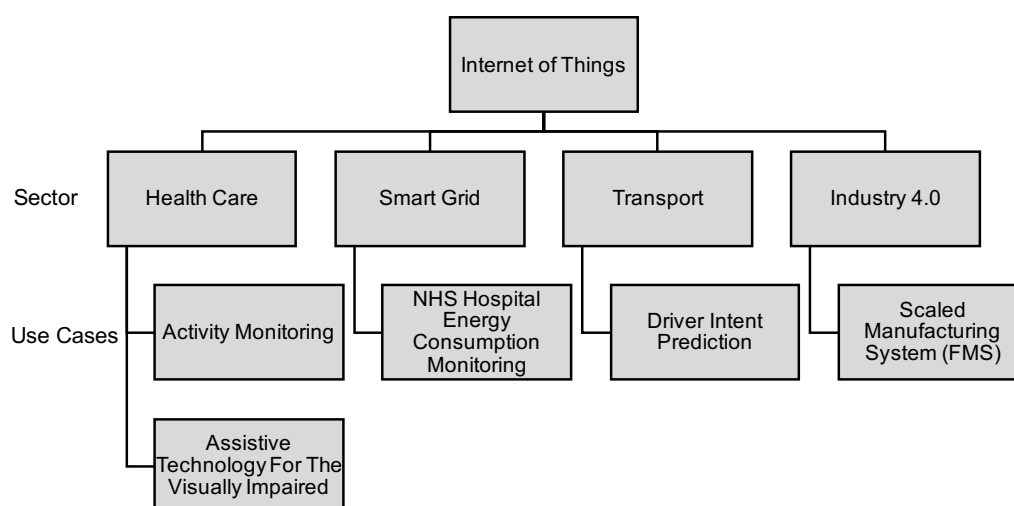 Internet of Things
Sector
Health Care
Smart Grid
Transport
Industry 4.0
Use Cases
Activity Monitoring
NHS Hospital
Energy
Consumption
Monitoring
Driver Intent
Prediction
Scaled
Manufacturing
System (FMS)
Assistive
Technology For The
Visually Impaired